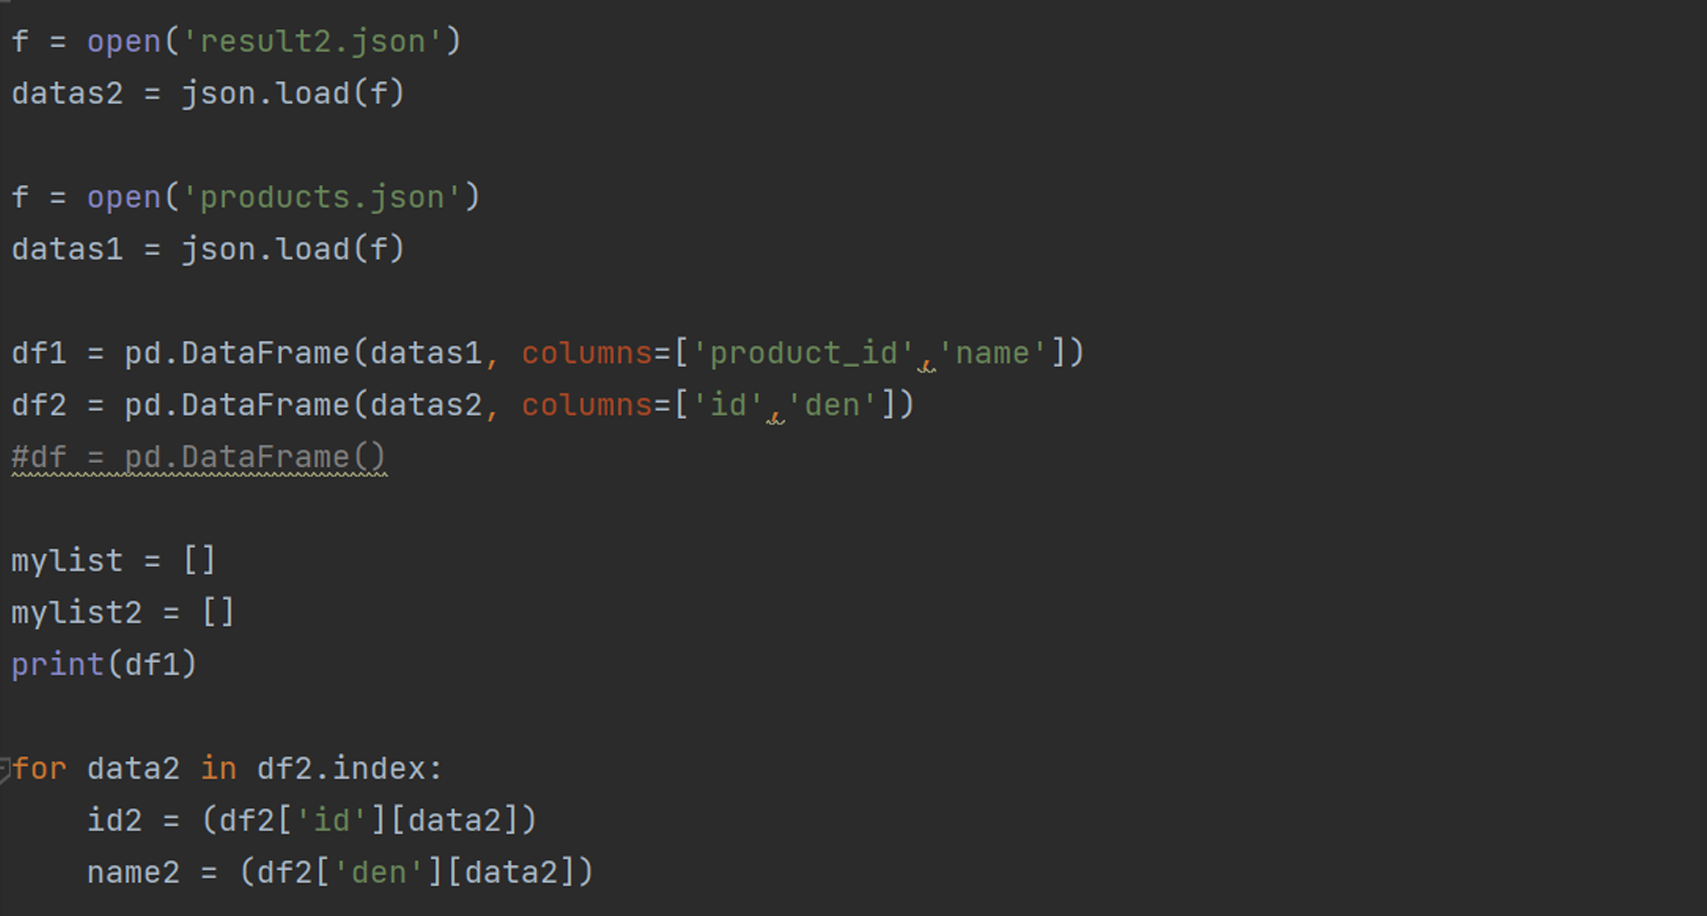 f = open('result2.json')
datas2 = json.load(f)
f = open('products.json')
datas1 = json.load(f)
df1 = pd.DataFrame(datas1, columns=['product_id','name'])
df2 = pd.DataFrame(datas2, columns=['id','den'])
#df = pd.DataFrame()
mylist = []
mylist2 = []
print(df1)
for data2 in df2.index:
    id2 = (df2['id'][data2])
    name2 = (df2['den'][data2])